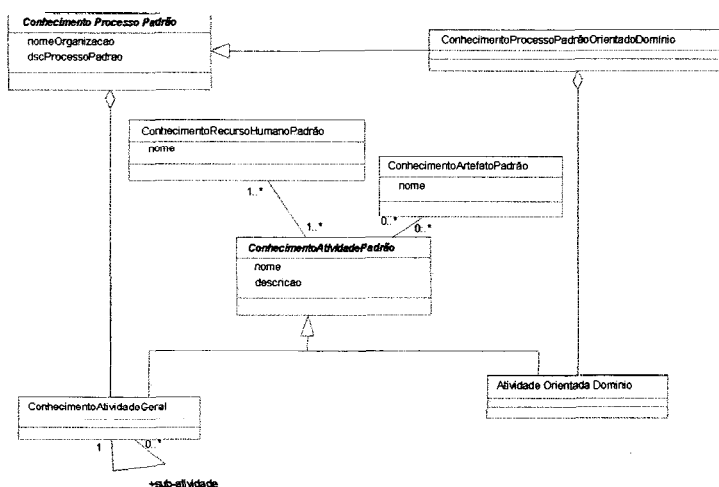 Conhecimento Processo Padrão
nomeOrganizacao
dscProcessoPadrao
ConhecimentoProcessoPadrãoOrientadoDomínio
ConhecimentoRecursoHumanoPadrão
nome
ConhecimentoArtefatoPadrão
nome
1..*
1..*
0..*
0..*
ConhecimentoAtividadePadrão
nome
descricao
Atividade Orientada Dominio
ConhecimentoAtividadeGeral
1
0..*
+sub-atividade